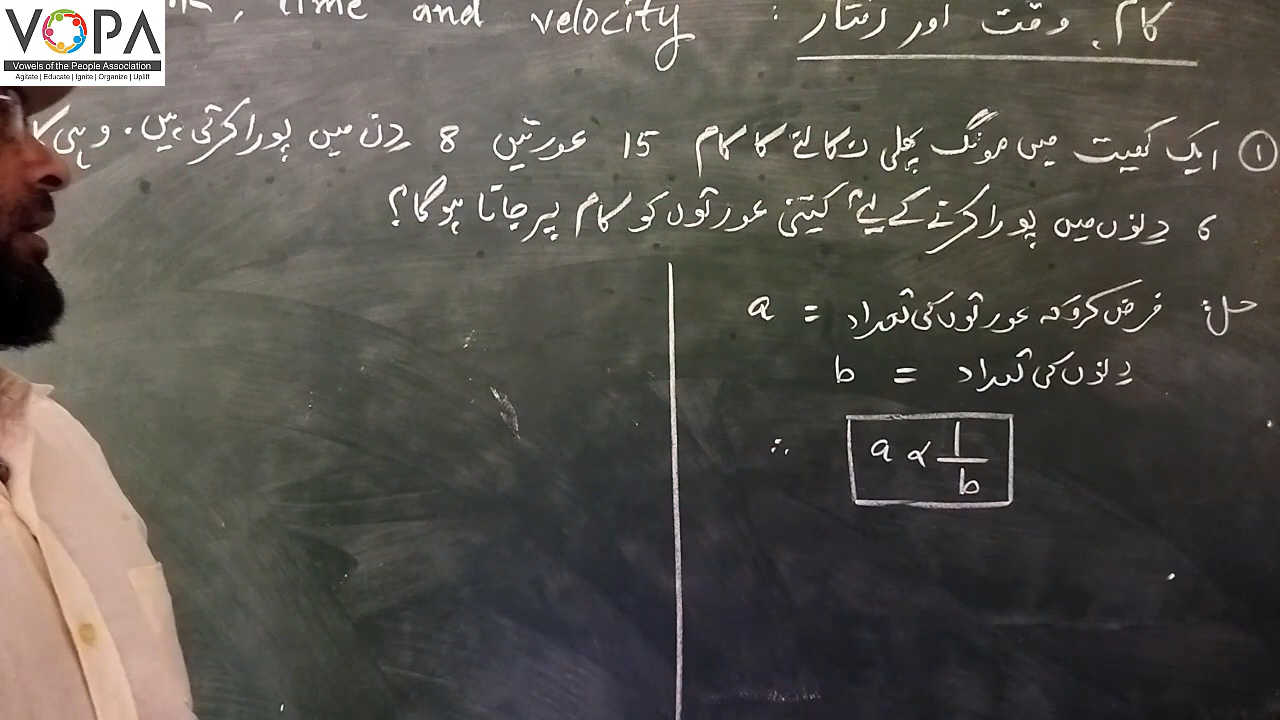 VOPA
Vowels of the People Association
Agitate | Educate | Ignite | Organize | Uplift
time and velocity : کام، وقت اور رفتار
① ایک کھیت میں مونگ پھلی نکالنے کا کام 15 عورتیں 8 دن میں پورا کرتی ہیں. وہی کا
6 دنوں میں پورا کرنے کے لیے کتنی عورتوں کو کام پر جانا ہوگا؟
حل: فرض کرو کہ عورتوں کی تعداد = a
دنوں کی تعداد = b
∴ a ∝ 1/b